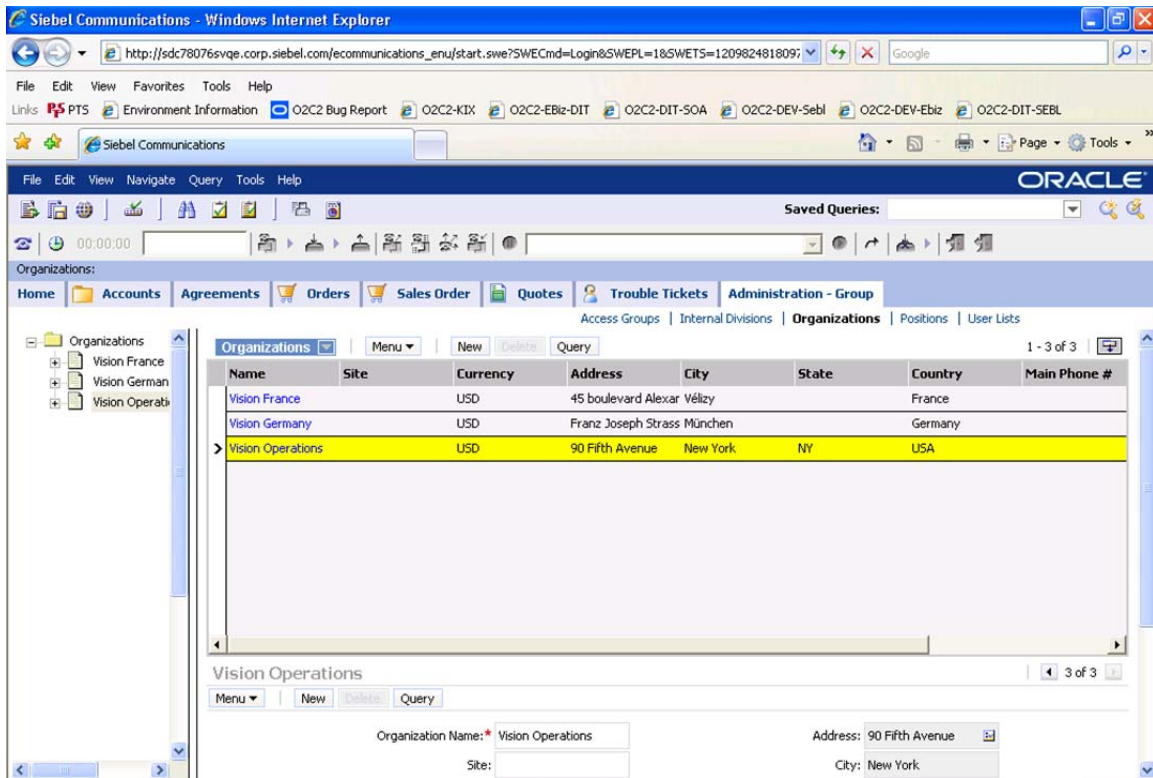 Siebel Communications - Windows Internet Explorer
http://sdc78076svqe.corp.siebel.com/ecommunications_enu/start.swe?SWECmd=Login&SWEPL=1&SWETS=1209824818097
Google
File Edit View Favorites Tools Help
Links PTS Environment Information O2C2 Bug Report O2C2-KIX O2C2-EBiz-DIT O2C2-DIT-SOA O2C2-DEV-Sebl O2C2-DEV-Ebiz O2C2-DIT-SEBL
Siebel Communications Page Tools
File Edit View Navigate Query Tools Help ORACLE
Saved Queries:
00:00:00
Organizations:
Home Accounts Agreements Orders Sales Order Quotes Trouble Tickets Administration - Group
Access Groups | Internal Divisions | Organizations | Positions | User Lists
Organizations
Vision France
Vision German
Vision Operati
Organizations Menu New Delete Query 1 - 3 of 3
Name Site Currency Address City State Country Main Phone #
Vision France USD 45 boulevard Alexar Vélizy France
Vision Germany USD Franz Joseph Strass München Germany
Vision Operations USD 90 Fifth Avenue New York NY USA
Vision Operations 3 of 3
Menu New Delete Query
Organization Name:* Vision Operations Address: 90 Fifth Avenue
Site: City: New York